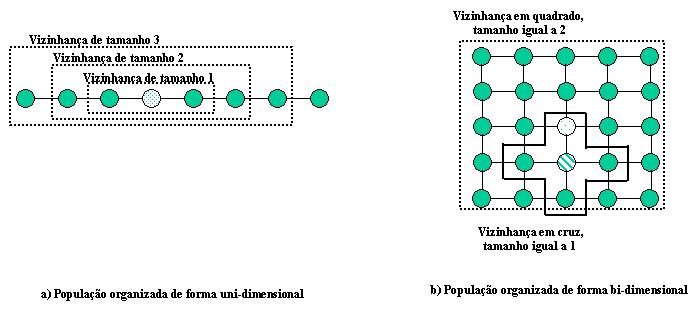 Vizinhança de tamanho 3
Vizinhança de tamanho 2
Vizinhança de tamanho 1
a) População organizada de forma uni-dimensional
Vizinhança em quadrado,
tamanho igual a 2
Vizinhança em cruz,
tamanho igual a 1
b) População organizada de forma bi-dimensional